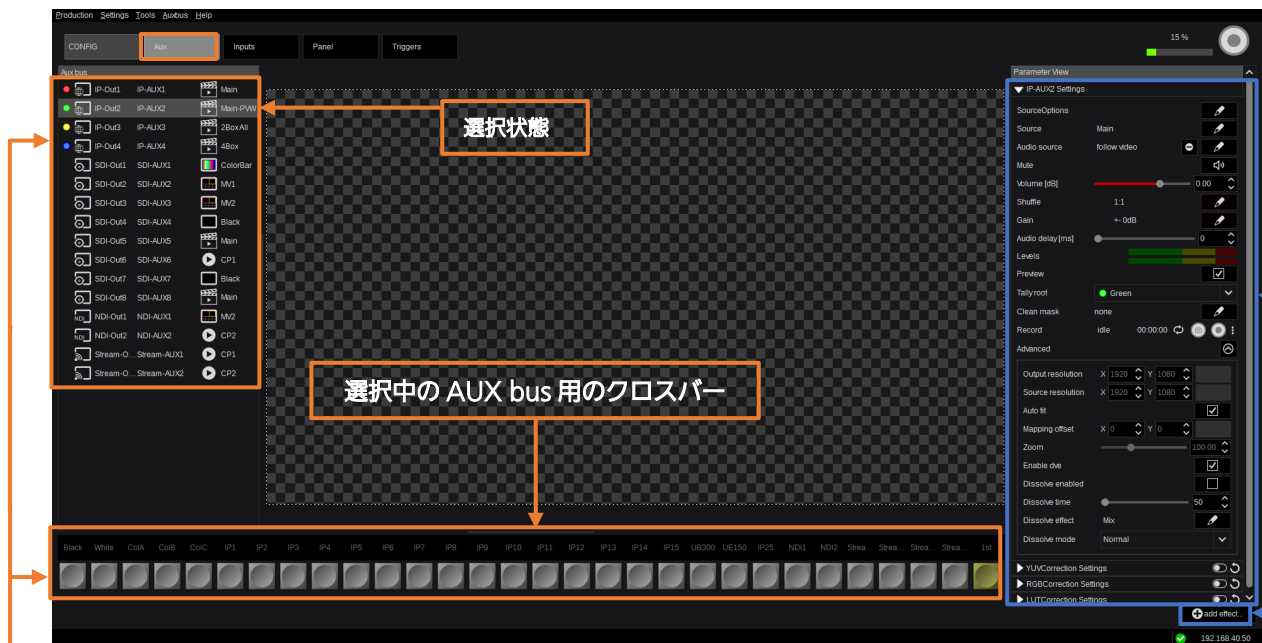 Production Settings Tools Auxbus Help
CONFIG Aux Inputs Panel Triggers
15 %
Aux bus
IP-Out1 IP-AUX1 Main
IP-Out2 IP-AUX2 Main-PVW
IP-Out3 IP-AUX3 2BoxAll
IP-Out4 IP-AUX4 4Box
SDI-Out1 SDI-AUX1 ColorBar
SDI-Out2 SDI-AUX2 MV1
SDI-Out3 SDI-AUX3 MV2
SDI-Out4 SDI-AUX4 Black
SDI-Out5 SDI-AUX5 Main
SDI-Out6 SDI-AUX6 CP1
SDI-Out7 SDI-AUX7 Black
SDI-Out8 SDI-AUX8 Main
NDI NDI-Out1 NDI-AUX1 MV2
NDI NDI-Out2 NDI-AUX2 CP2
Stream-O... Stream-AUX1 CP1
Stream-O... Stream-AUX2 CP2
選択状態
選択中の AUX bus 用のクロスバー
Black White ColA ColB ColC IP1 IP2 IP3 IP4 IP5 IP6 IP7 IP8 IP9 IP10 IP11 IP12 IP13 IP14 IP15 UB300 UE150 IP25 NDI1 NDI2 Strea... Strea... Strea... Strea... 1st
Parameter View
IP-AUX2 Settings
SourceOptions
Source Main
Audio source follow video
Mute
Volume [dB] 0.00
Shuffle 1:1
Gain +- 0dB
Audio delay [ms] 0
Levels
Preview
Tally root Green
Clean mask none
Record idle 00:00:00
Advanced
Output resolution X 1920 Y 1080
Source resolution X 1920 Y 1080
Auto fit
Mapping offset X 0 Y 0
Zoom 100.00
Enable dve
Dissolve enabled
Dissolve time 50
Dissolve effect Mix
Dissolve mode Normal
YUVCorrection Settings
RGBCorrection Settings
LUTCorrection Settings
add effect...
192.168.40.50